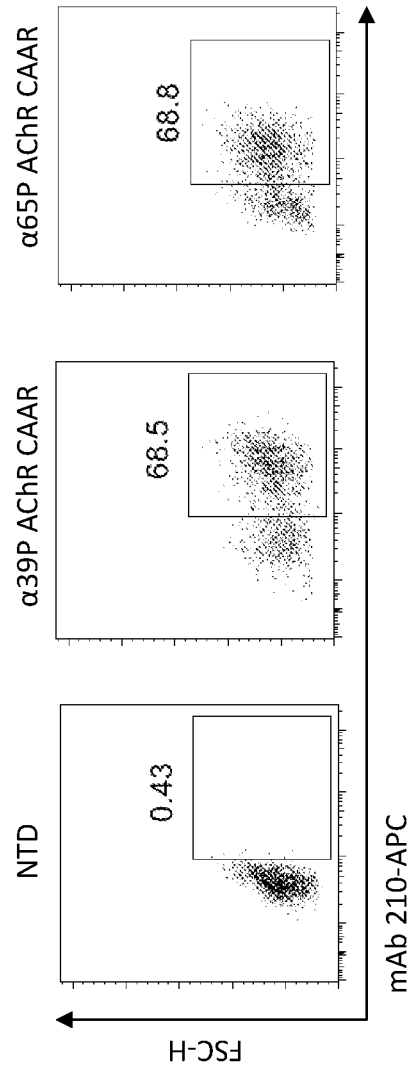 NTD
α39P AChR CAAR
α65P AChR CAAR
0.43
68.5
68.8
FSC-H
mAb 210-APC